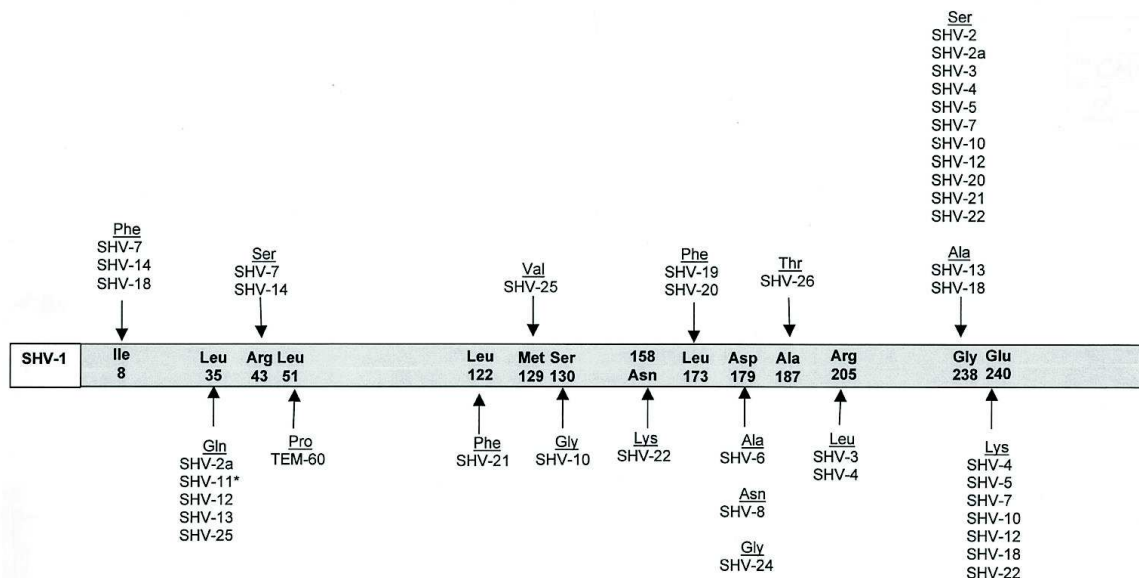 Ser
SHV-2
SHV-2a
SHV-3
SHV-4
SHV-5
SHV-7
SHV-10
SHV-12
SHV-20
SHV-21
SHV-22
Phe
SHV-7
SHV-14
SHV-18
Ser
SHV-7
SHV-14
Val
SHV-25
Phe
SHV-19
SHV-20
Thr
SHV-26
Ala
SHV-13
SHV-18
SHV-1
Ile
8
Leu
35
Arg
43
Leu
51
Leu
122
Met
129
Ser
130
158
Asn
Leu
173
Asp
179
Ala
187
Arg
205
Gly
238
Glu
240
Gln
SHV-2a
SHV-11*
SHV-12
SHV-13
SHV-25
Pro
TEM-60
Phe
SHV-21
Gly
SHV-10
Lys
SHV-22
Ala
SHV-6
Asn
SHV-8
Gly
SHV-24
Leu
SHV-3
SHV-4
Lys
SHV-4
SHV-5
SHV-7
SHV-10
SHV-12
SHV-18
SHV-22